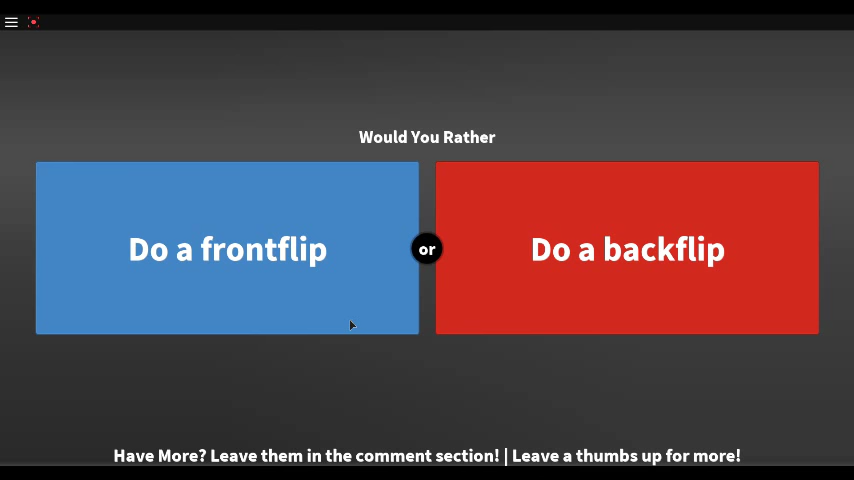 Would You Rather
Do a frontflip
or
Do a backflip
Have More? Leave them in the comment section! | Leave a thumbs up for more!